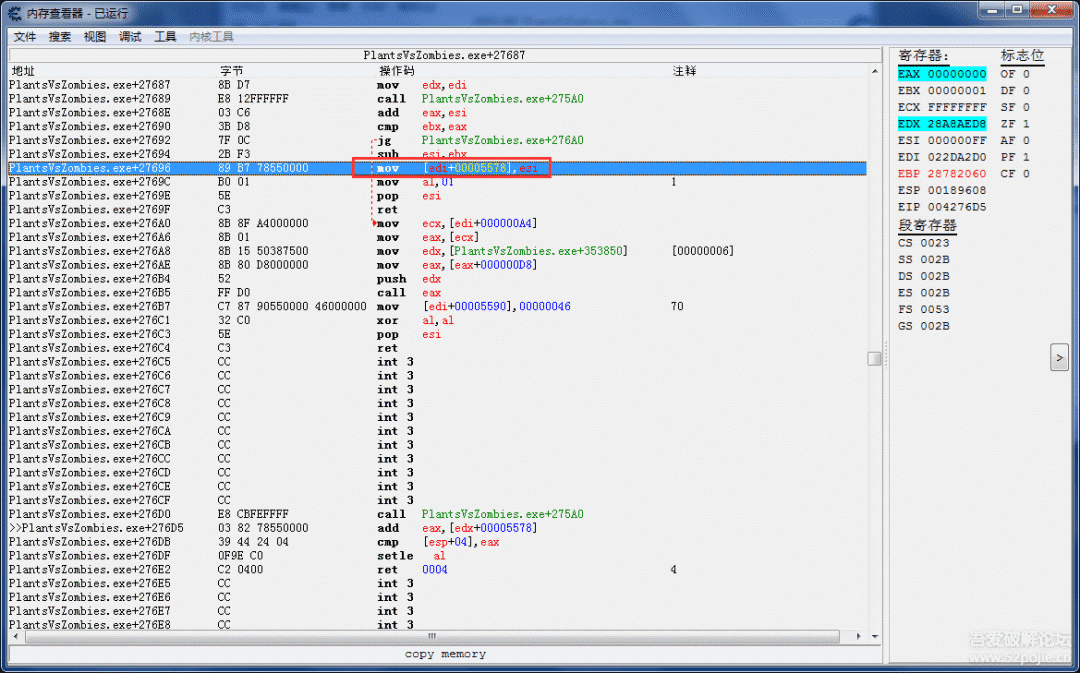 内存查看器 - 已运行
文件 搜索 视图 调试 工具 内核工具
PlantsVsZombies.exe+27687
地址 字节 操作码 注释
PlantsVsZombies.exe+27687 8B D7 mov edx,edi
PlantsVsZombies.exe+27689 E8 12FFFFFF call PlantsVsZombies.exe+275A0
PlantsVsZombies.exe+2768E 03 C6 add eax,esi
PlantsVsZombies.exe+27690 3B D8 cmp ebx,eax
PlantsVsZombies.exe+27692 7F 0C jg PlantsVsZombies.exe+276A0
PlantsVsZombies.exe+27694 2B F3 sub esi,ebx
PlantsVsZombies.exe+27696 89 B7 78550000 mov [edi+00005578],esi
PlantsVsZombies.exe+2769C B0 01 mov al,01 1
PlantsVsZombies.exe+2769E 5E pop esi
PlantsVsZombies.exe+2769F C3 ret
PlantsVsZombies.exe+276A0 8B 8F A4000000 mov ecx,[edi+000000A4]
PlantsVsZombies.exe+276A6 8B 01 mov eax,[ecx]
PlantsVsZombies.exe+276A8 8B 15 50387500 mov edx,[PlantsVsZombies.exe+353850] [00000006]
PlantsVsZombies.exe+276AE 8B 80 D8000000 mov eax,[eax+000000D8]
PlantsVsZombies.exe+276B4 52 push edx
PlantsVsZombies.exe+276B5 FF D0 call eax
PlantsVsZombies.exe+276B7 C7 87 90550000 46000000 mov [edi+00005590],00000046 70
PlantsVsZombies.exe+276C1 32 C0 xor al,al
PlantsVsZombies.exe+276C3 5E pop esi
PlantsVsZombies.exe+276C4 C3 ret
PlantsVsZombies.exe+276C5 CC int 3
PlantsVsZombies.exe+276C6 CC int 3
PlantsVsZombies.exe+276C7 CC int 3
PlantsVsZombies.exe+276C8 CC int 3
PlantsVsZombies.exe+276C9 CC int 3
PlantsVsZombies.exe+276CA CC int 3
PlantsVsZombies.exe+276CB CC int 3
PlantsVsZombies.exe+276CC CC int 3
PlantsVsZombies.exe+276CD CC int 3
PlantsVsZombies.exe+276CE CC int 3
PlantsVsZombies.exe+276CF CC int 3
PlantsVsZombies.exe+276D0 E8 CBFEFFFF call PlantsVsZombies.exe+275A0
>>PlantsVsZombies.exe+276D5 03 82 78550000 add eax,[edx+00005578]
PlantsVsZombies.exe+276DB 39 44 24 04 cmp [esp+04],eax
PlantsVsZombies.exe+276DF 0F9E C0 setle al
PlantsVsZombies.exe+276E2 C2 0400 ret 0004 4
PlantsVsZombies.exe+276E5 CC int 3
PlantsVsZombies.exe+276E6 CC int 3
PlantsVsZombies.exe+276E7 CC int 3
PlantsVsZombies.exe+276E8 CC int 3
copy memory
寄存器: 标志位
EAX 00000000 OF 0
EBX 00000001 DF 0
ECX FFFFFFFF SF 0
EDX 28A8AED8 ZF 1
ESI 000000FF AF 0
EDI 022DA2D0 PF 1
EBP 28782060 CF 0
ESP 00189608
EIP 004276D5
段寄存器
CS 0023
SS 002B
DS 002B
ES 002B
FS 0053
GS 002B
>
吾爱破解论坛
www.52pojie.cn